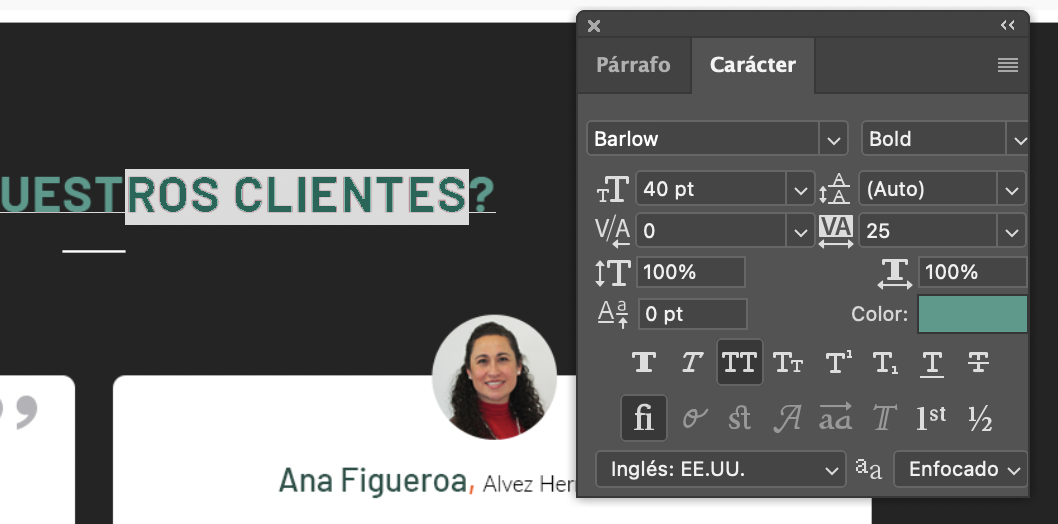 Párrafo Carácter
Barlow Bold
40 pt (Auto)
UESTROS CLIENTES?
0 25
100% 100%
0 pt Color:
fi 1st ½
Inglés: EE.UU. Enfocado
Ana Figueroa, Alvez Her